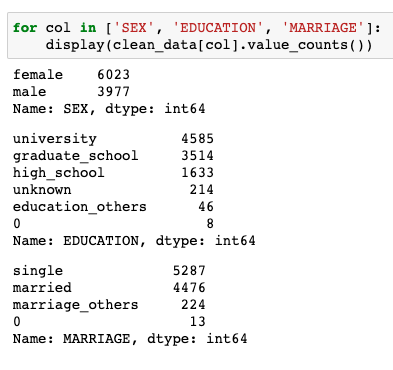 for col in ['SEX', 'EDUCATION', 'MARRIAGE']:
    display(clean_data[col].value_counts())
female    6023
male      3977
Name: SEX, dtype: int64
university          4585
graduate_school     3514
high_school         1633
unknown              214
education_others      46
0                      8
Name: EDUCATION, dtype: int64
single             5287
married            4476
marriage_others     224
0                    13
Name: MARRIAGE, dtype: int64